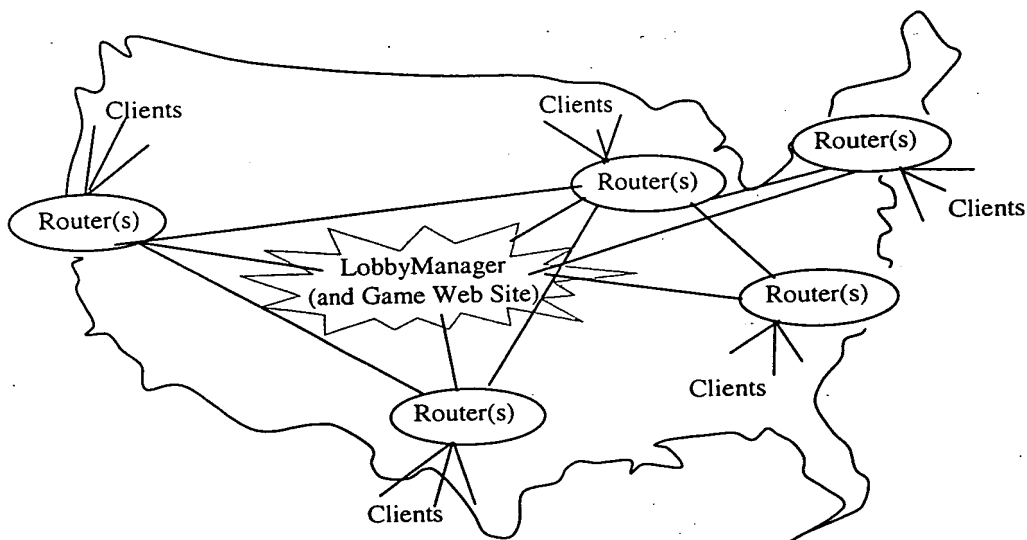 Clients
Clients
Router(s)
Router(s)
Clients
Router(s)
LobbyManager
(and Game Web Site)
Router(s)
Clients
Router(s)
Clients